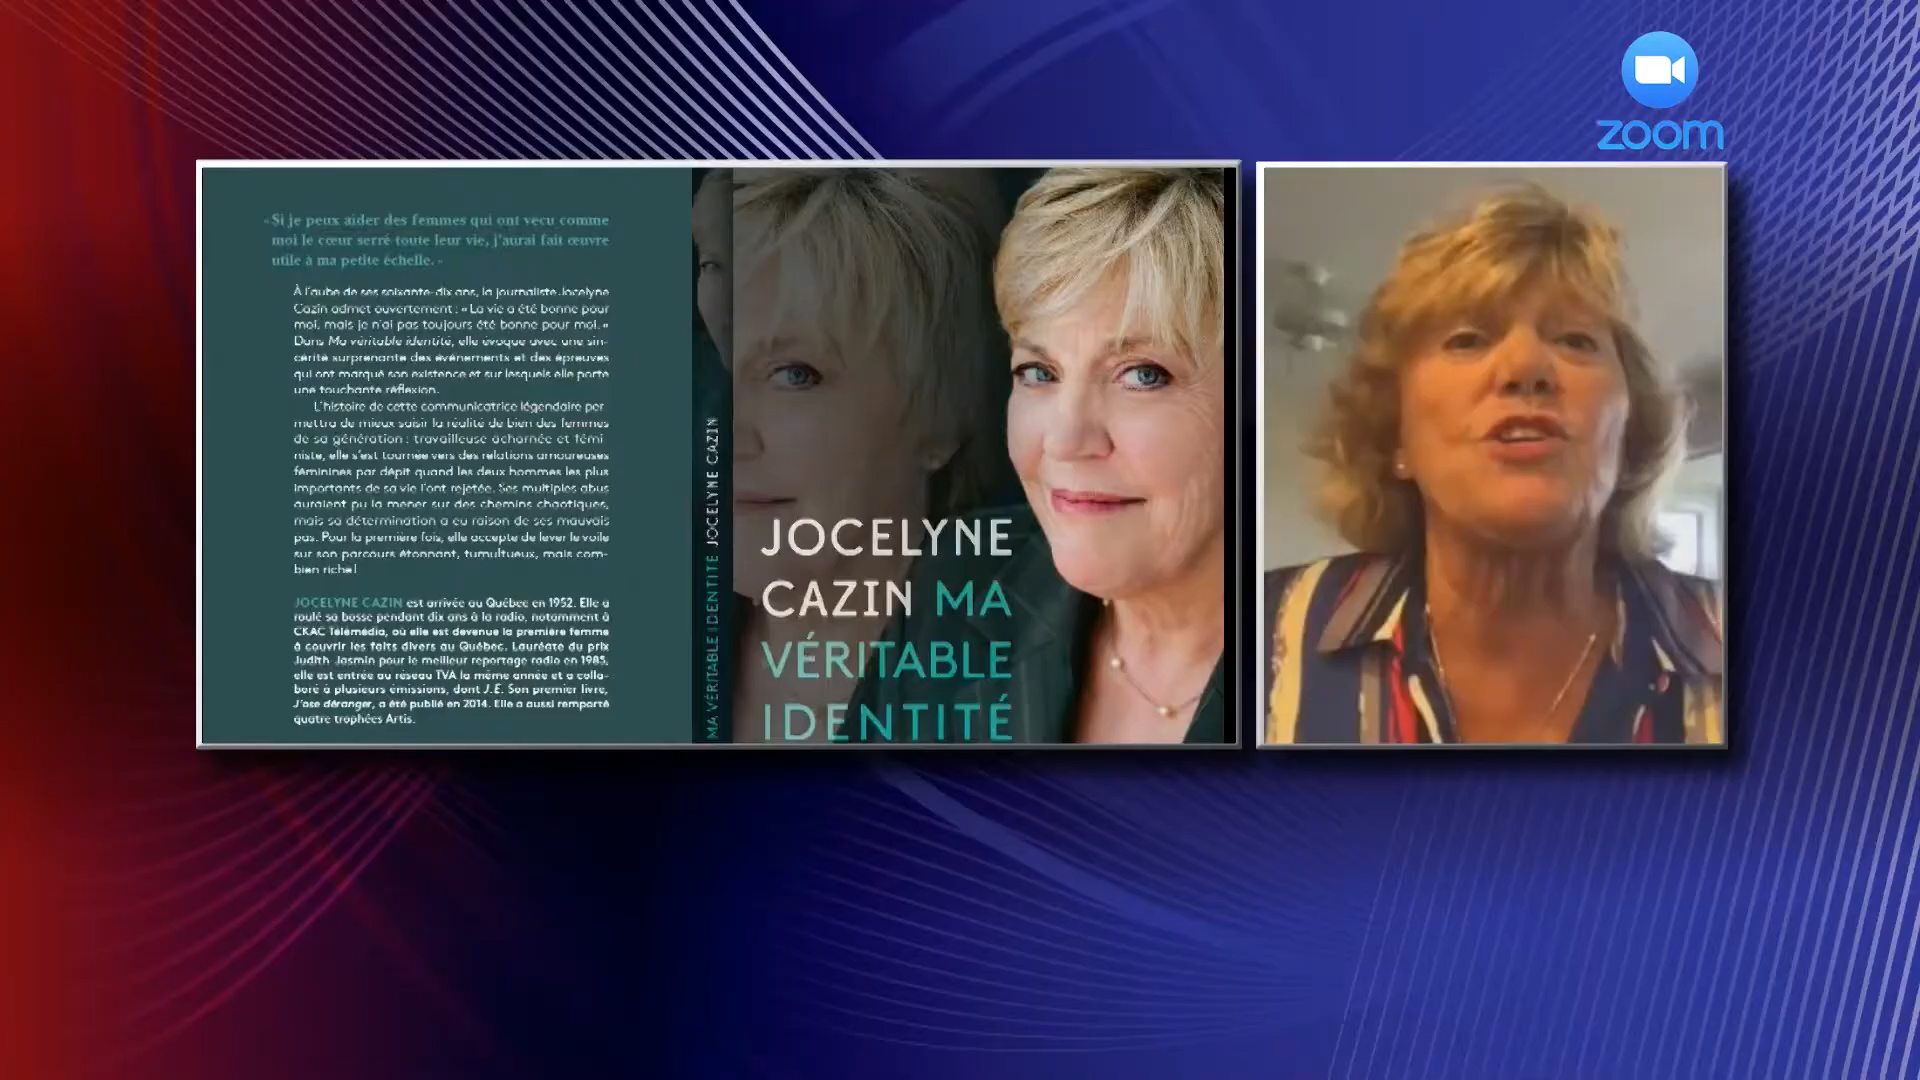 zoom
« Si je peux aider des femmes qui ont vécu comme
moi le cœur serré toute leur vie, j'aurai fait œuvre
utile à ma petite échelle. »
À l'aube de ses soixante-dix ans, la journaliste Jocelyne
Cazin admet ouvertement : « La vie a été bonne pour
moi, mais je n'ai pas toujours été bonne pour moi. »
Dans Ma véritable identité, elle évoque avec une sin-
cérité surprenante des événements et des épreuves
qui ont marqué son existence et sur lesquels elle porte
une touchante réflexion.
L'histoire de cette communicatrice légendaire per-
mettra de mieux saisir la réalité de bien des femmes
de sa génération : travailleuse acharnée et fémi-
niste, elle s'est tournée vers des relations amoureuses
féminines par dépit quand les deux hommes les plus
importants de sa vie l'ont rejetée. Ses multiples abus
auraient pu la mener sur des chemins chaotiques,
mais sa détermination a eu raison de ses mauvais
pas. Pour la première fois, elle accepte de lever le voile
sur son parcours étonnant, tumultueux, mais com-
bien riche!
JOCELYNE CAZIN est arrivée au Québec en 1952. Elle a
roulé sa bosse pendant dix ans à la radio, notamment à
CKAC Télémédia, où elle est devenue la première femme
à couvrir les faits divers au Québec. Lauréate du prix
Judith-Jasmin pour le meilleur reportage radio en 1985,
elle est entrée au réseau TVA la même année et a colla-
boré à plusieurs émissions, dont J.E. Son premier livre,
J'ose déranger, a été publié en 2014. Elle a aussi remporté
quatre trophées Artis.
MA VÉRITABLE IDENTITÉ JOCELYNE CAZIN
JOCELYNE
CAZIN MA
VÉRITABLE
IDENTITÉ